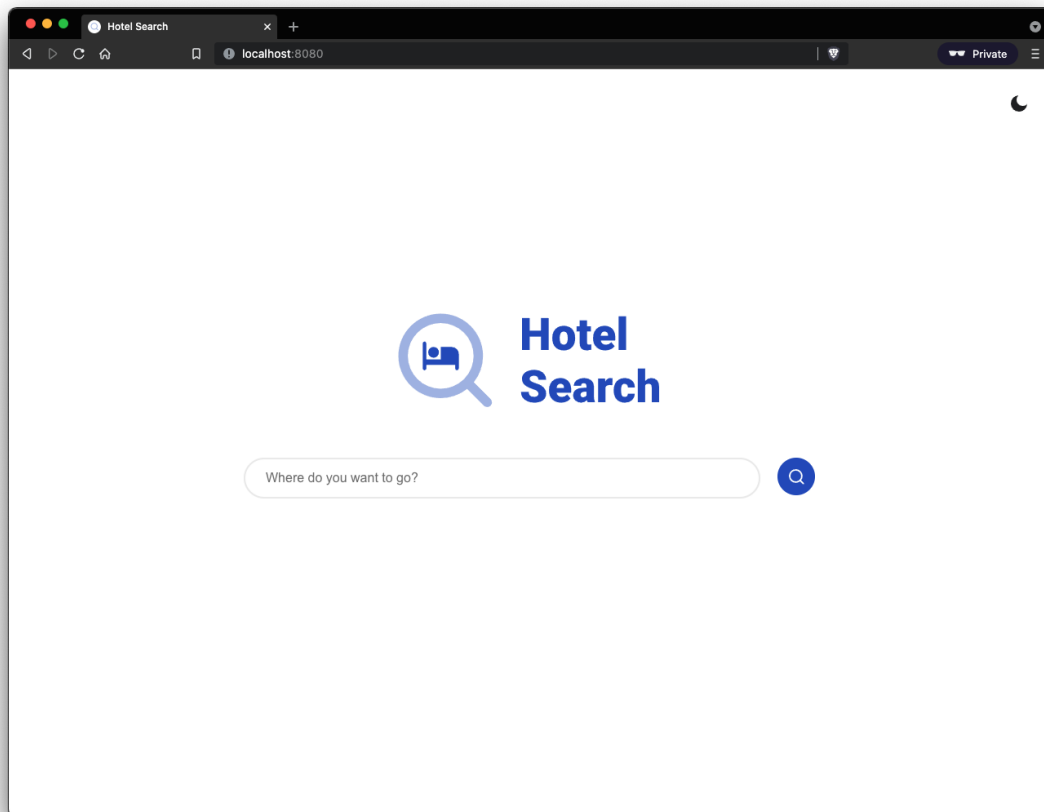 Hotel Search
localhost:8080
Private
Hotel
Search
Where do you want to go?